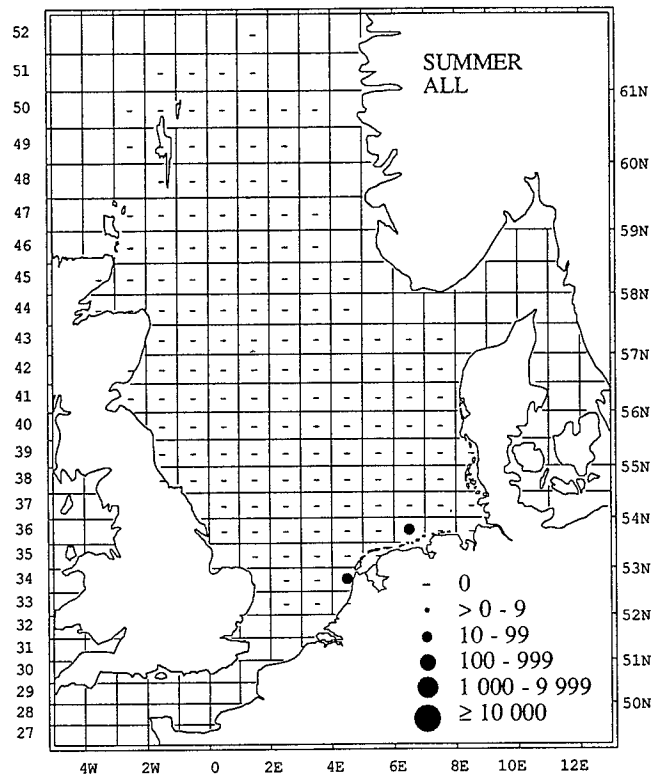 52
51
50
49
48
47
46
45
44
43
42
41
40
39
38
37
36
35
34
33
32
31
30
29
28
27
SUMMER
ALL
61N
60N
59N
58N
57N
56N
55N
54N
53N
52N
51N
50N
- 0
• > 0 - 9
● 10 - 99
● 100 - 999
● 1 000 - 9 999
● ≥ 10 000
4W 2W 0 2E 4E 6E 8E 10E 12E